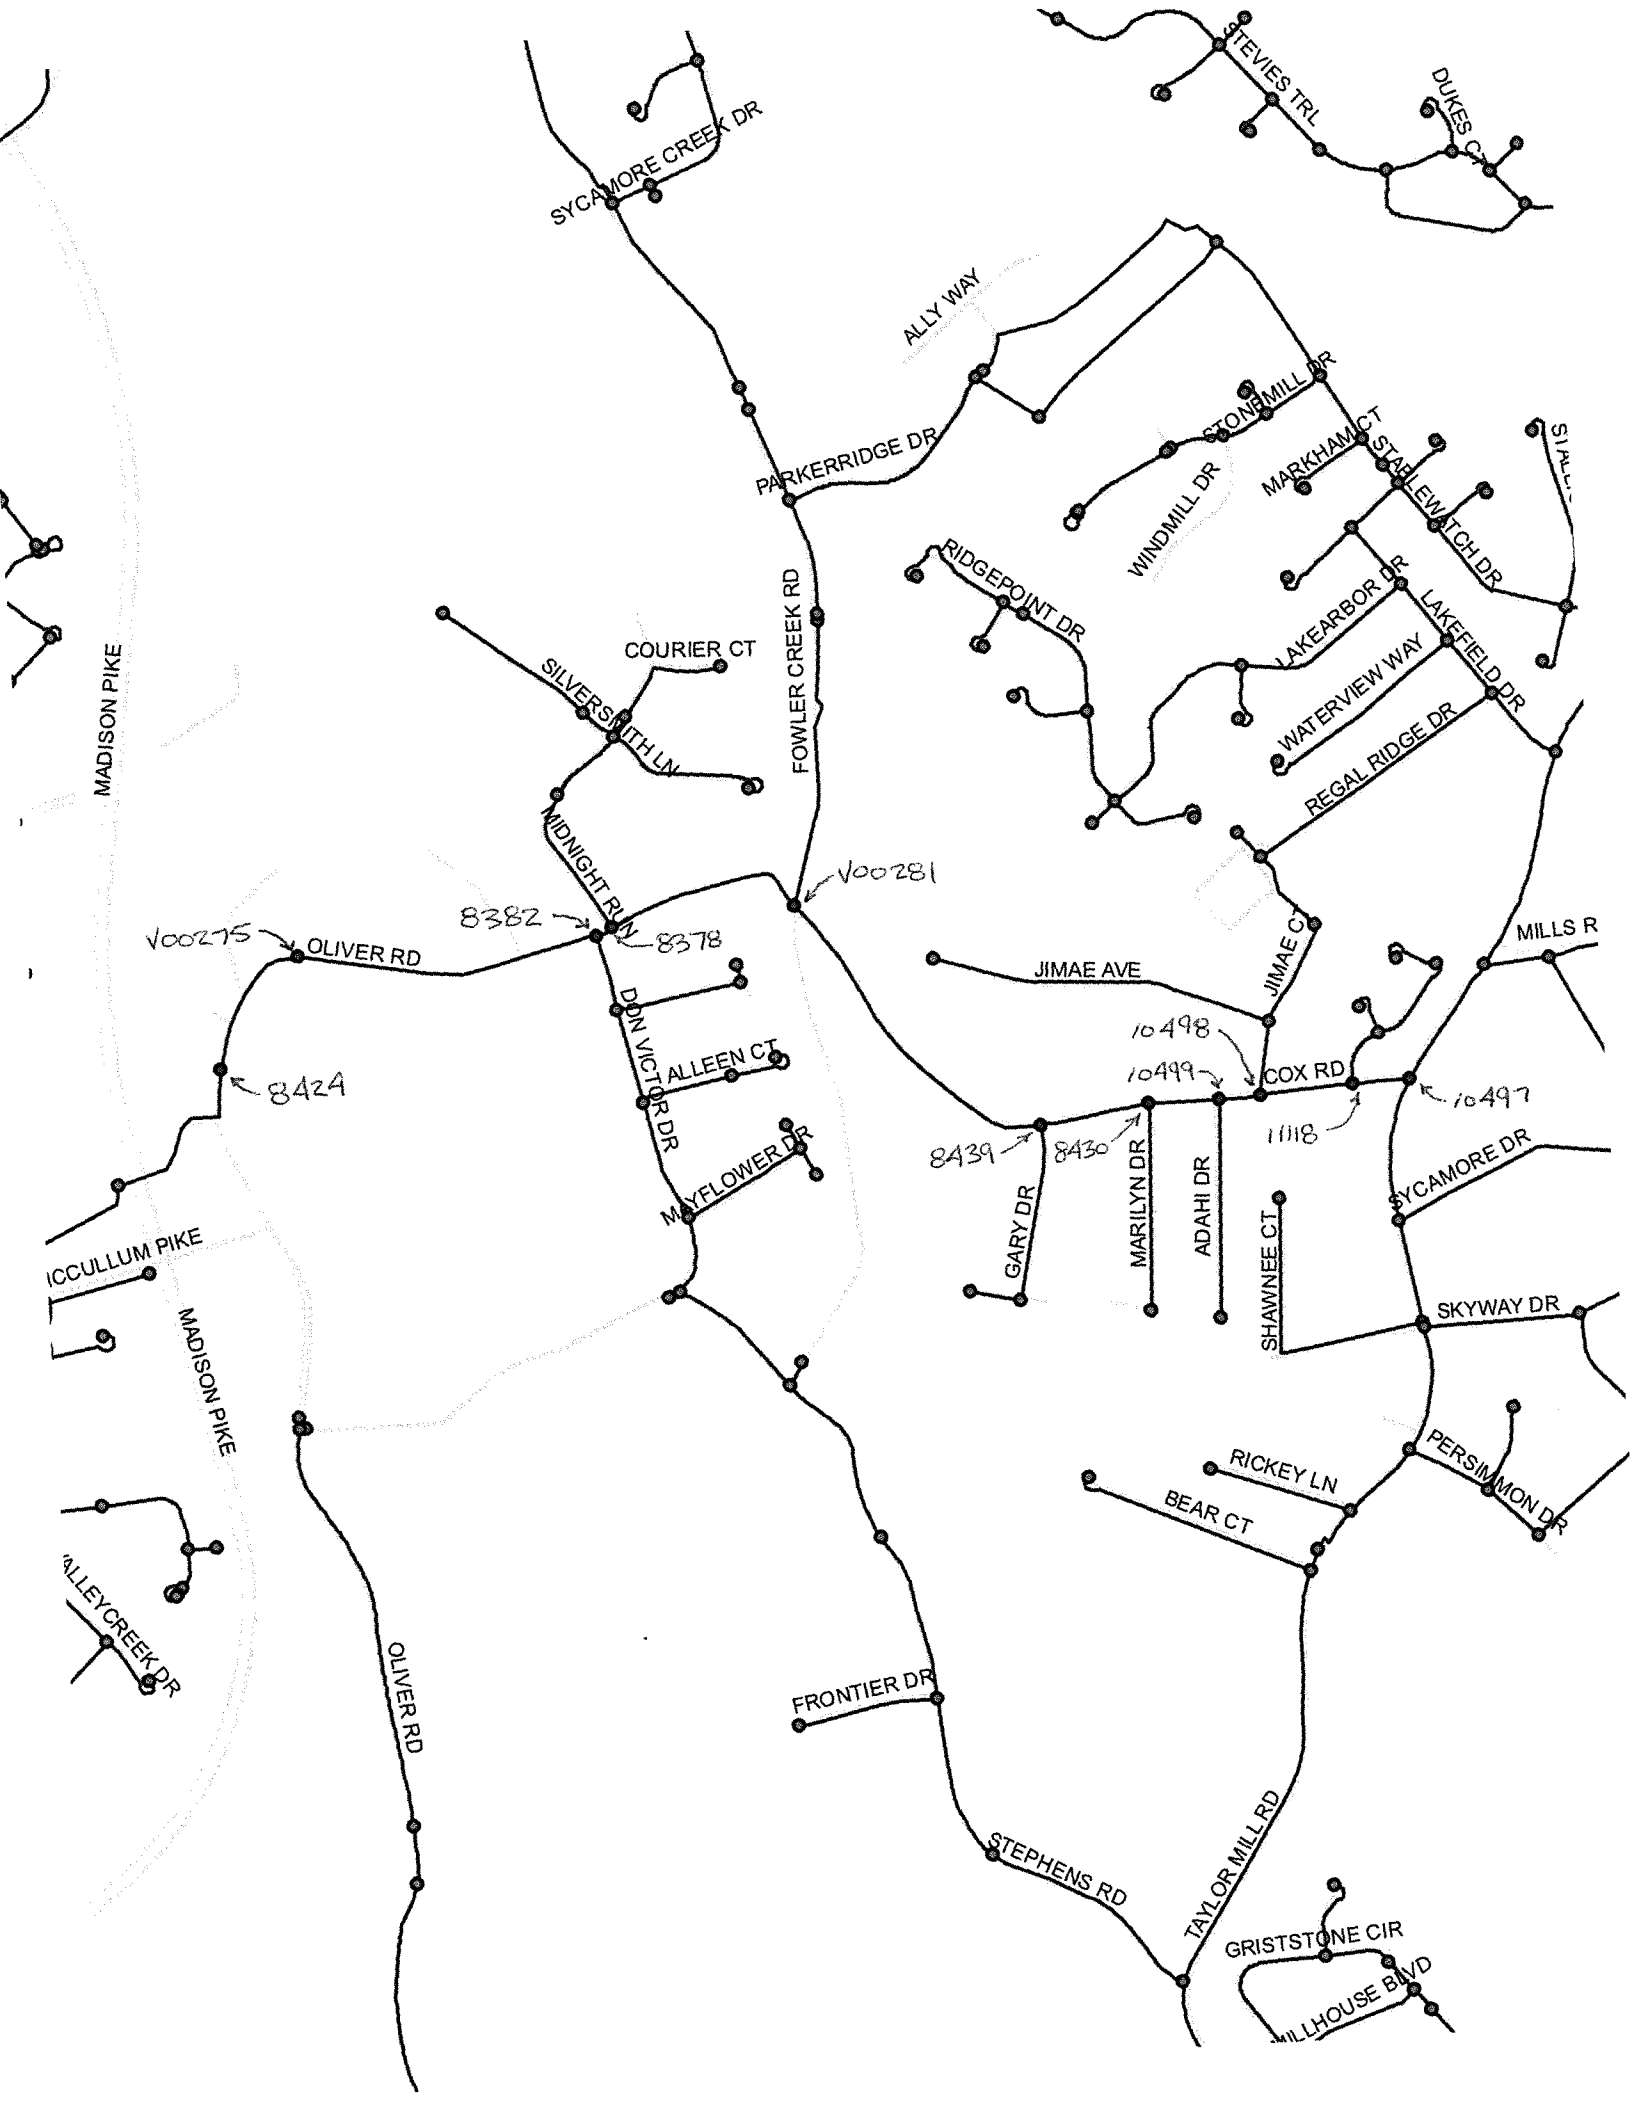 STEVIES TRL
DUKES CT
SYCAMORE CREEK DR
ALLY WAY
STONEMILL DR
MARKHAM CT
PARKERRIDGE DR
STABLEWATCH DR
WINDMILL DR
RIDGEPOINT DR
FOWLER CREEK RD
LAKEARBOR DR
LAKEFIELD DR
COURIER CT
MADISON PIKE
SILVERSMITH LN
WATERVIEW WAY
REGAL RIDGE DR
MIDNIGHT RUN
V00281
8382
V00275
8378
OLIVER RD
MILLS R
JIMAE CT
JIMAE AVE
DON VICTOR DR
10498
ALLEEN CT
10499
COX RD
8424
10497
11118
8439
8430
MAYFLOWER DR
SYCAMORE DR
GARY DR
MARILYN DR
ADAHI DR
SHAWNEE CT
ICCULLUM PIKE
SKYWAY DR
MADISON PIKE
PERSIMMON DR
RICKEY LN
BEAR CT
ALLEYCREEK DR
OLIVER RD
FRONTIER DR
TAYLOR MILL RD
STEPHENS RD
GRISTSTONE CIR
MILLHOUSE BLVD